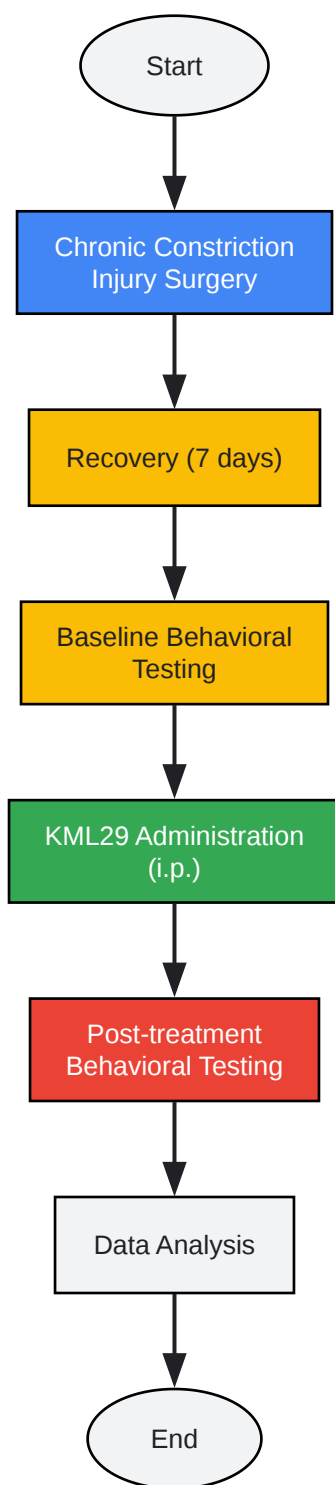 Start
Chronic Constriction
Injury Surgery
Recovery (7 days)
Baseline Behavioral
Testing
KML29 Administration
(i.p.)
Post-treatment
Behavioral Testing
Data Analysis
End